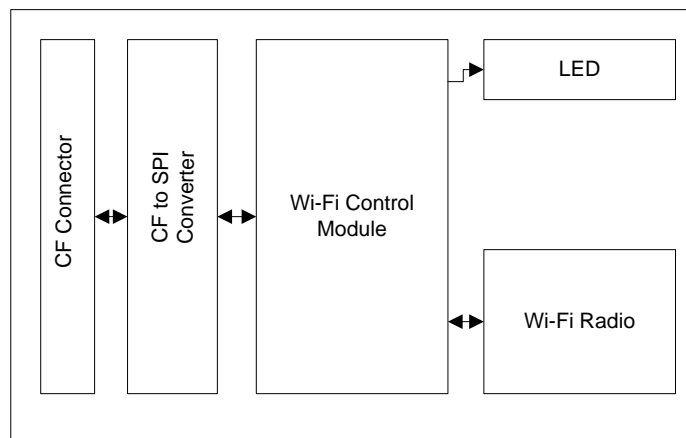 CF Connector
CF to SPI
Converter
Wi-Fi Control
Module
LED
Wi-Fi Radio